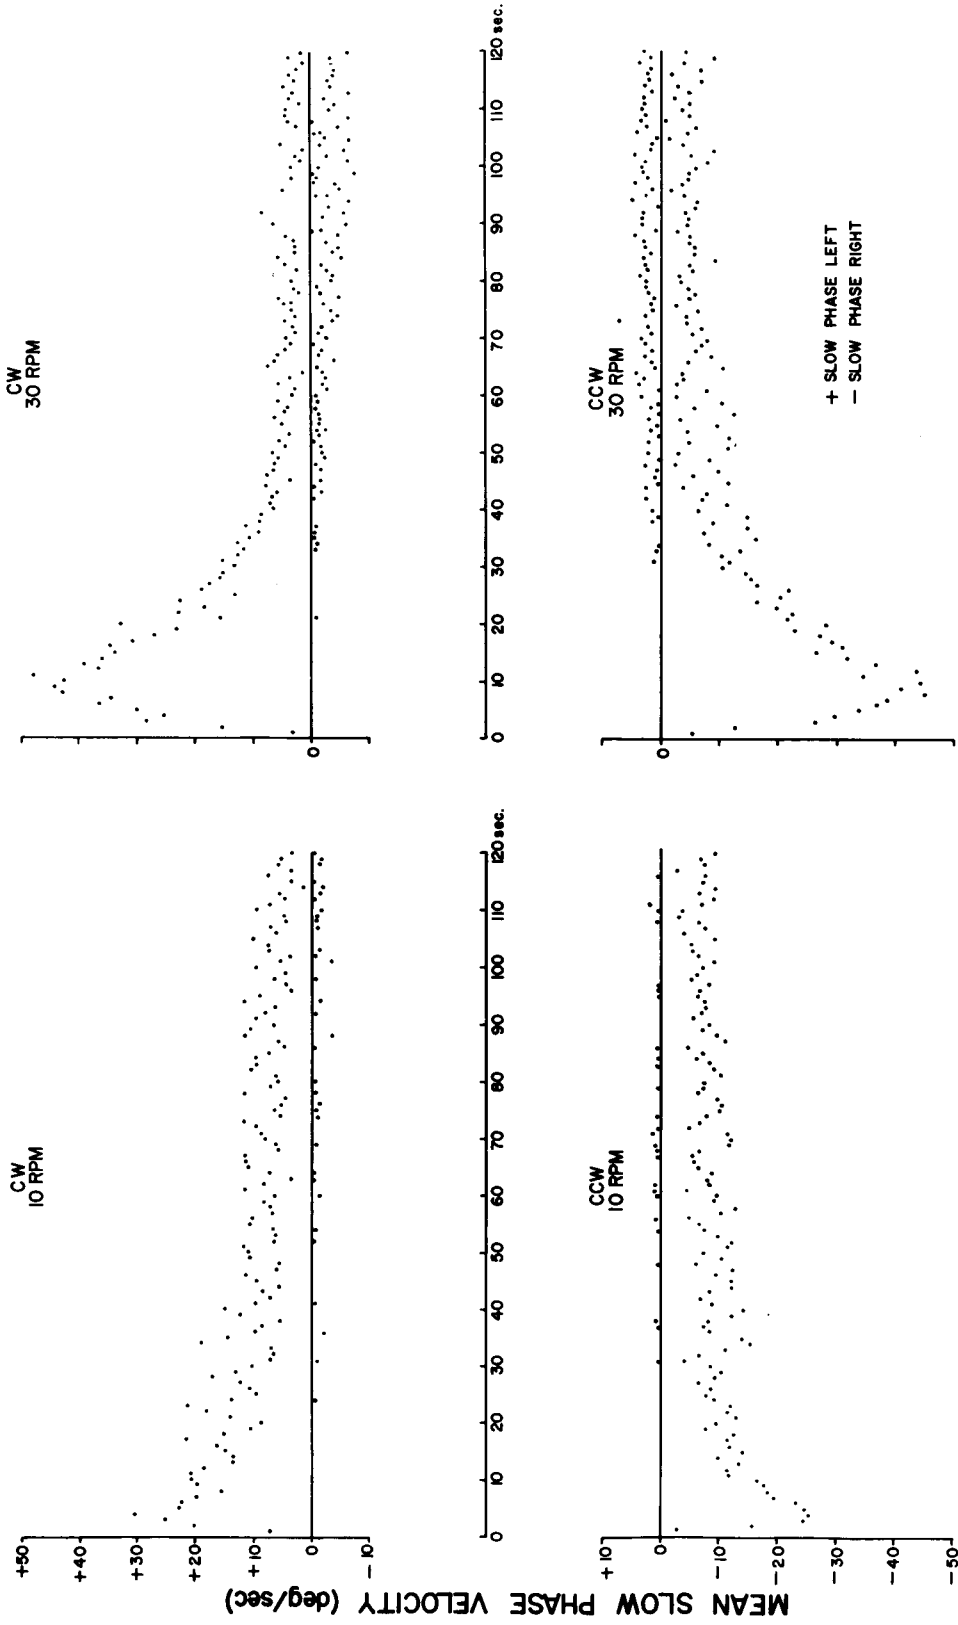 CW
10 RPM
CW
30 RPM
+50
+40
+30
+20
+10
0
-10
0
0 10 20 30 40 50 60 70 80 90 100 110 120 sec.
0 10 20 30 40 50 60 70 80 90 100 110 120 sec.
MEAN SLOW PHASE VELOCITY (deg/sec)
CCW
10 RPM
CCW
30 RPM
+10
0
-10
-20
-30
-40
-50
0
+ SLOW PHASE LEFT
- SLOW PHASE RIGHT